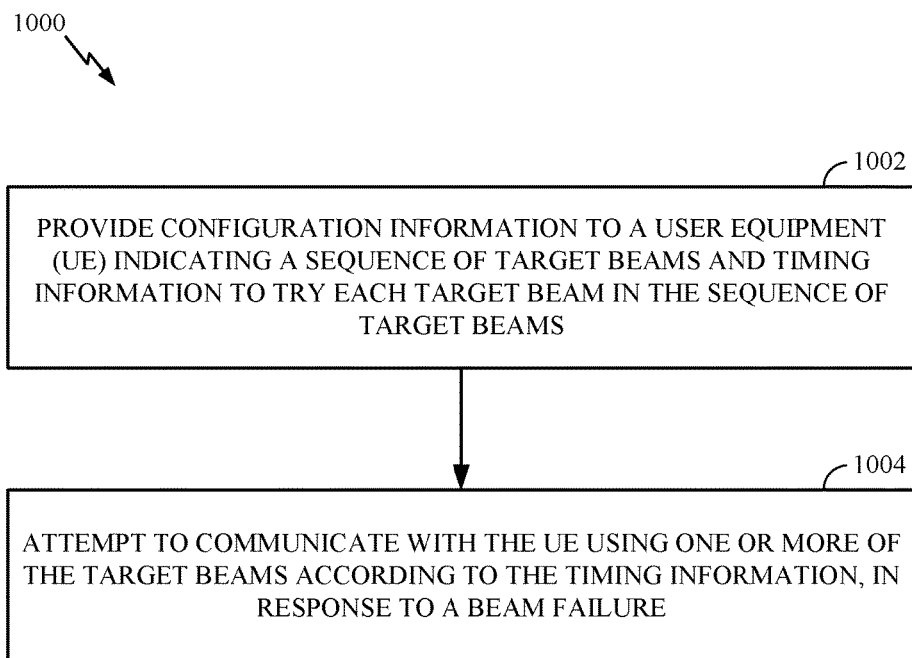 1000
1002
PROVIDE CONFIGURATION INFORMATION TO A USER EQUIPMENT
(UE) INDICATING A SEQUENCE OF TARGET BEAMS AND TIMING
INFORMATION TO TRY EACH TARGET BEAM IN THE SEQUENCE OF
TARGET BEAMS
1004
ATTEMPT TO COMMUNICATE WITH THE UE USING ONE OR MORE OF
THE TARGET BEAMS ACCORDING TO THE TIMING INFORMATION, IN
RESPONSE TO A BEAM FAILURE